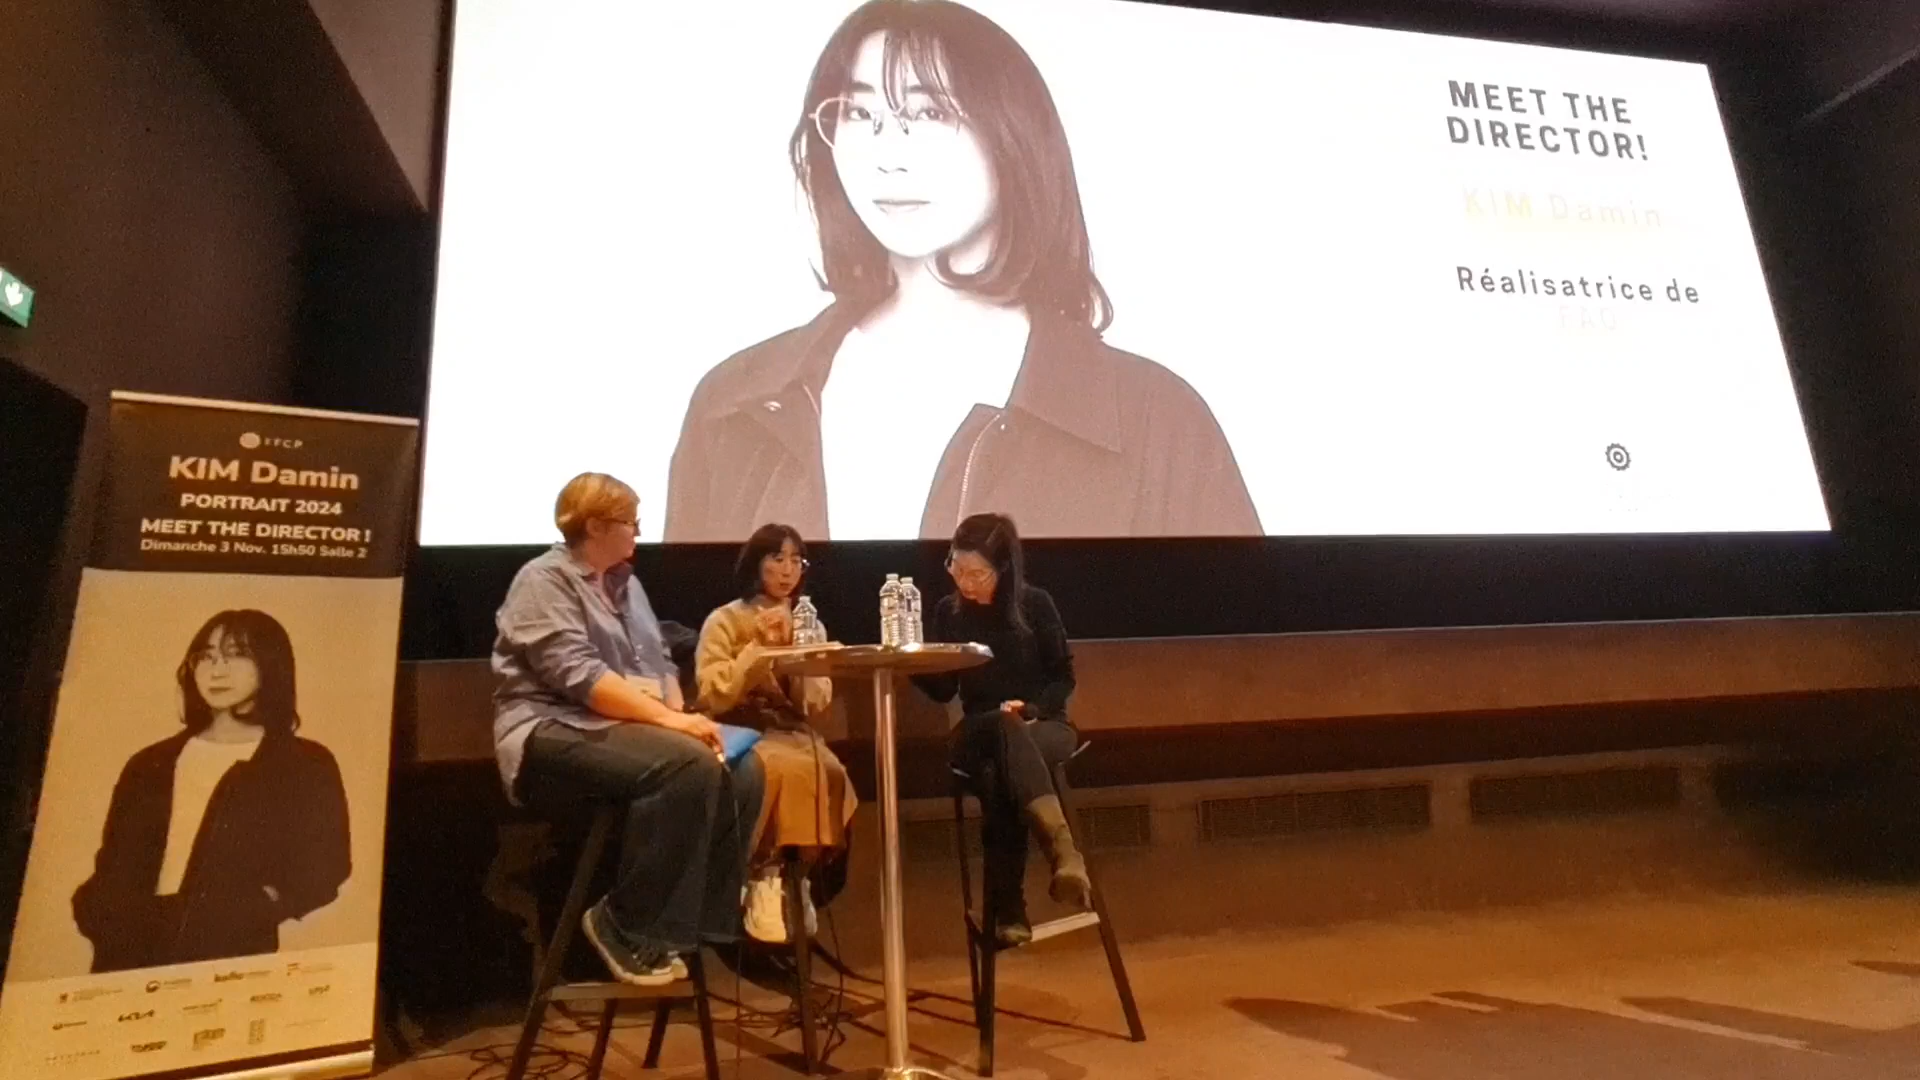 MEET THE
DIRECTOR!
KIM Damin
Réalisatrice de
FFCP
KIM Damin
PORTRAIT 2024
MEET THE DIRECTOR !
Dimanche 3 Nov. 15h50 Salle 2
KIA